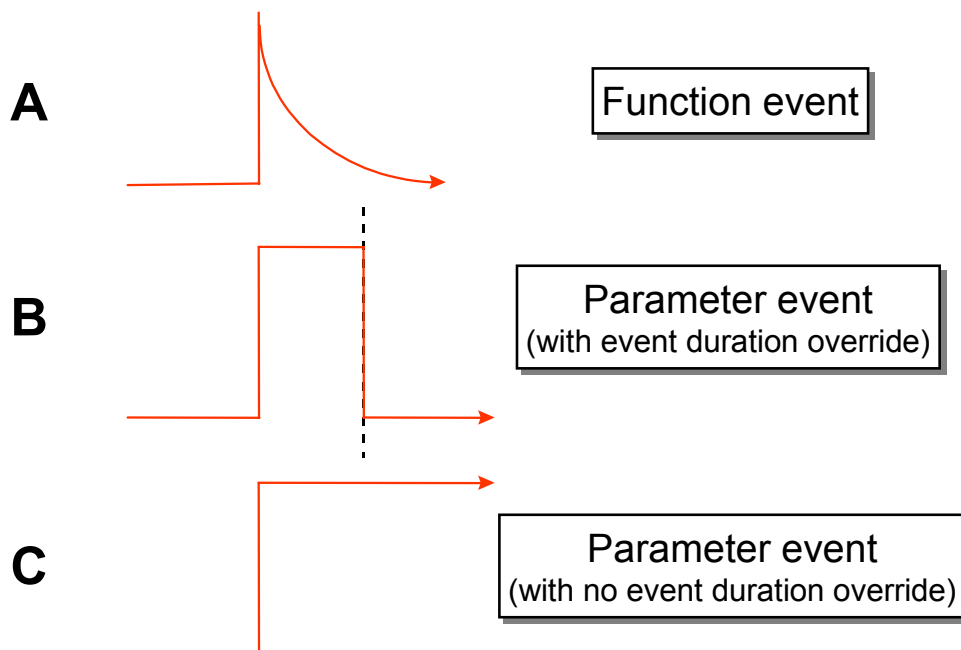 A
Function event
B
Parameter event
(with event duration override)
C
Parameter event
(with no event duration override)